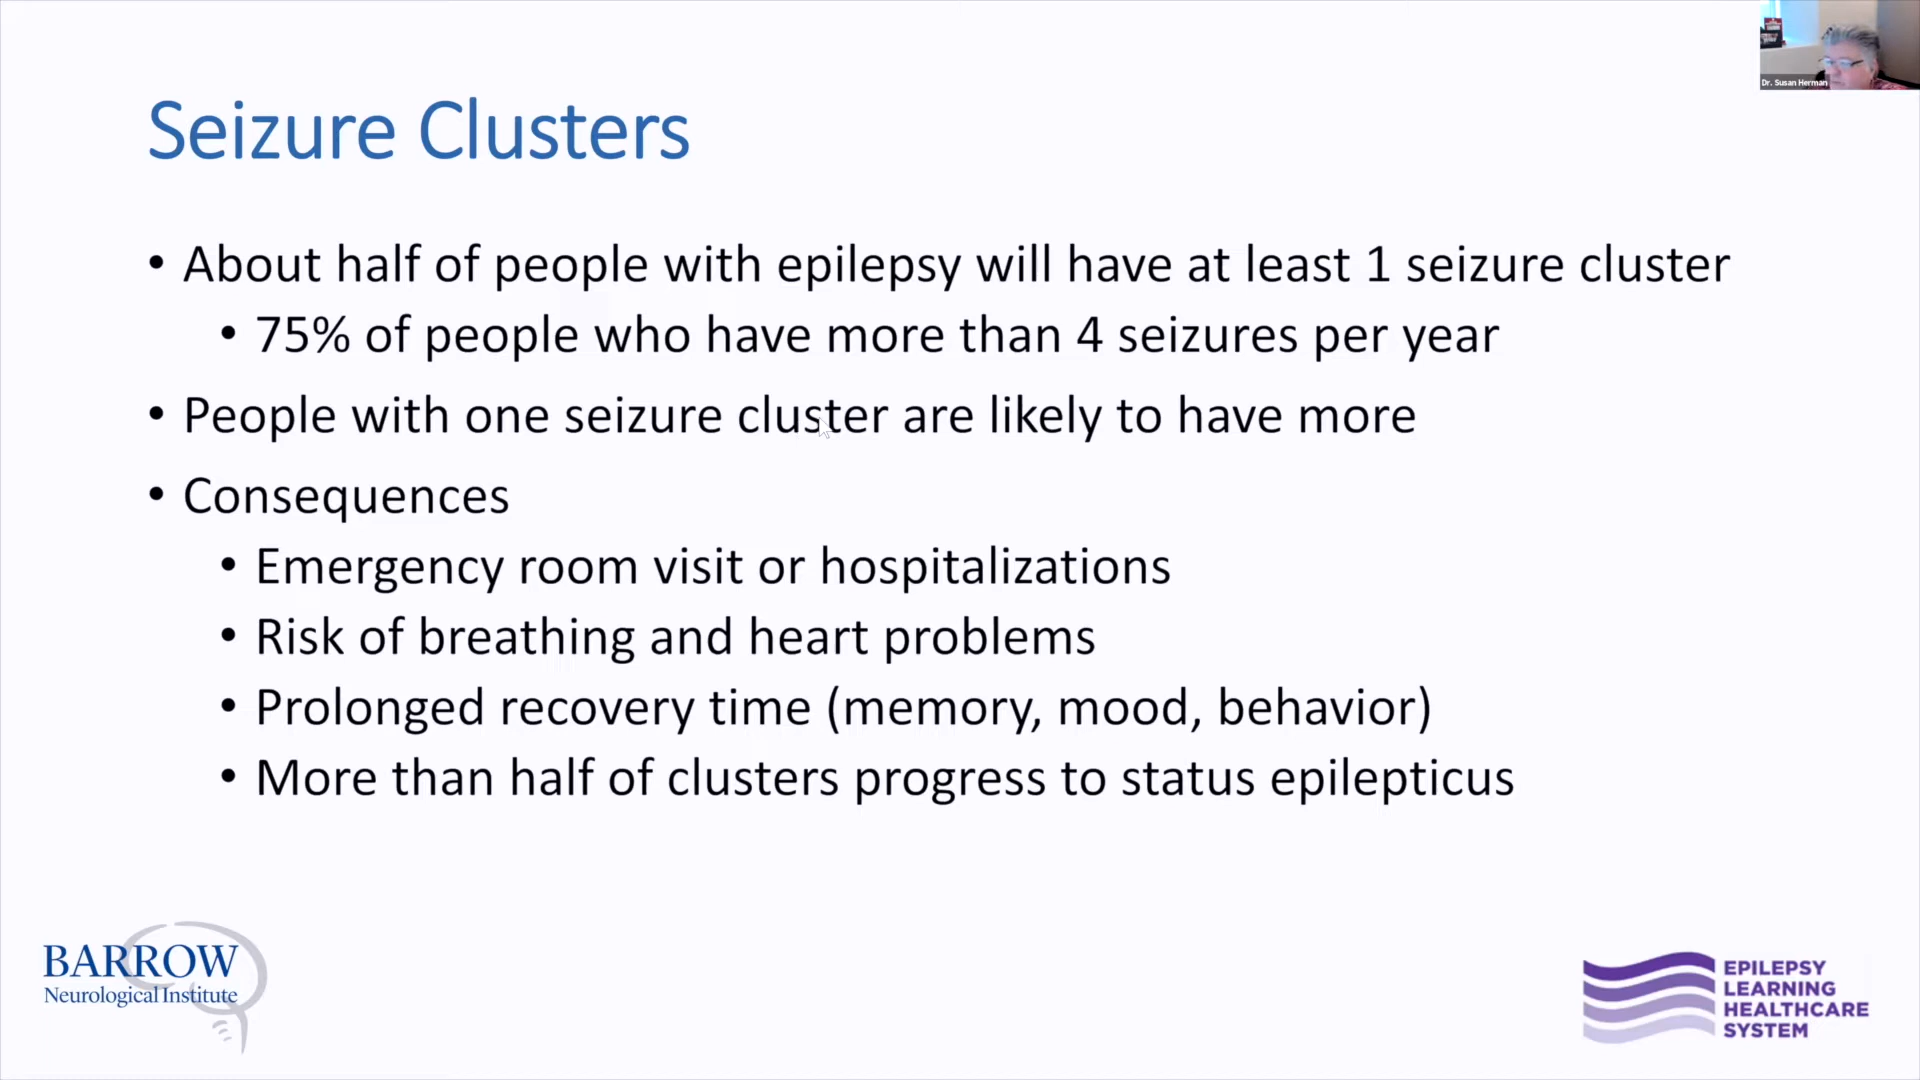 Dr. Susan Herman
Seizure Clusters
• About half of people with epilepsy will have at least 1 seizure cluster
• 75% of people who have more than 4 seizures per year
• People with one seizure cluster are likely to have more
• Consequences
• Emergency room visit or hospitalizations
• Risk of breathing and heart problems
• Prolonged recovery time (memory, mood, behavior)
• More than half of clusters progress to status epilepticus
BARROW
Neurological Institute
EPILEPSY
LEARNING
HEALTHCARE
SYSTEM